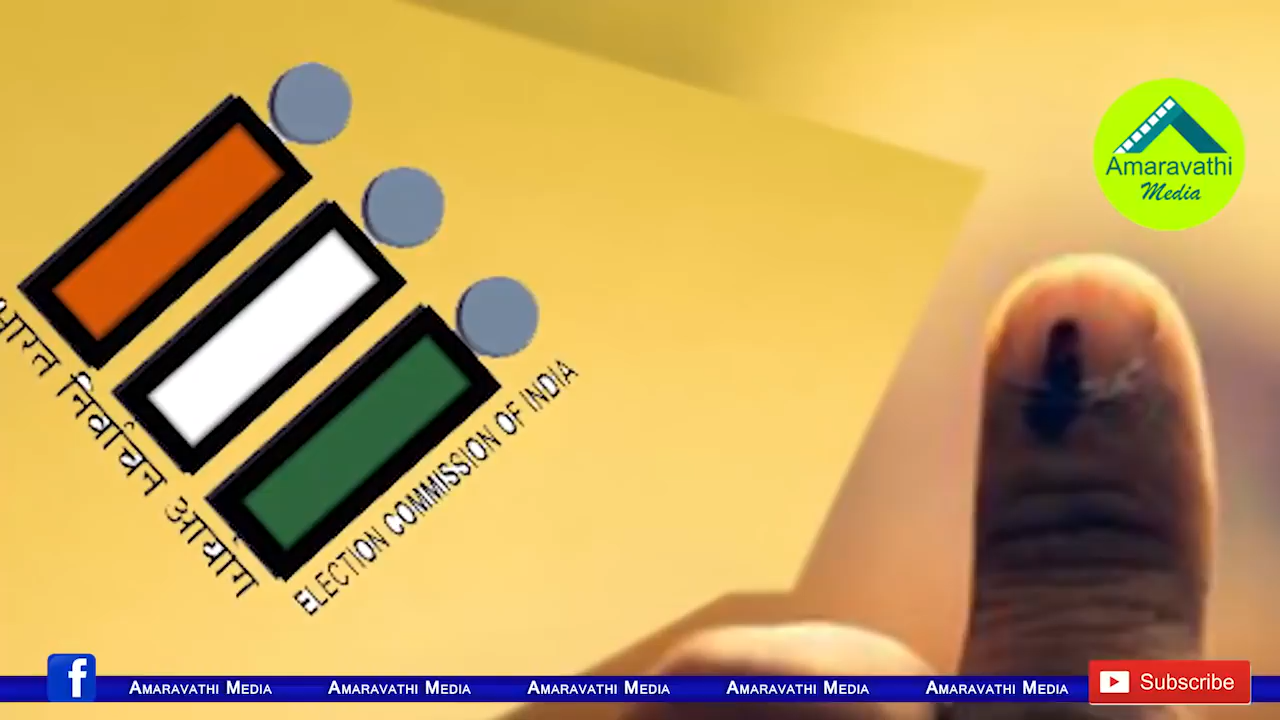 Amaravathi
Media
भारत निर्वाचन आयोग
ELECTION COMMISSION OF INDIA
f AMARAVATHI MEDIA AMARAVATHI MEDIA AMARAVATHI MEDIA AMARAVATHI MEDIA AMARAVATHI MEDIA Subscribe